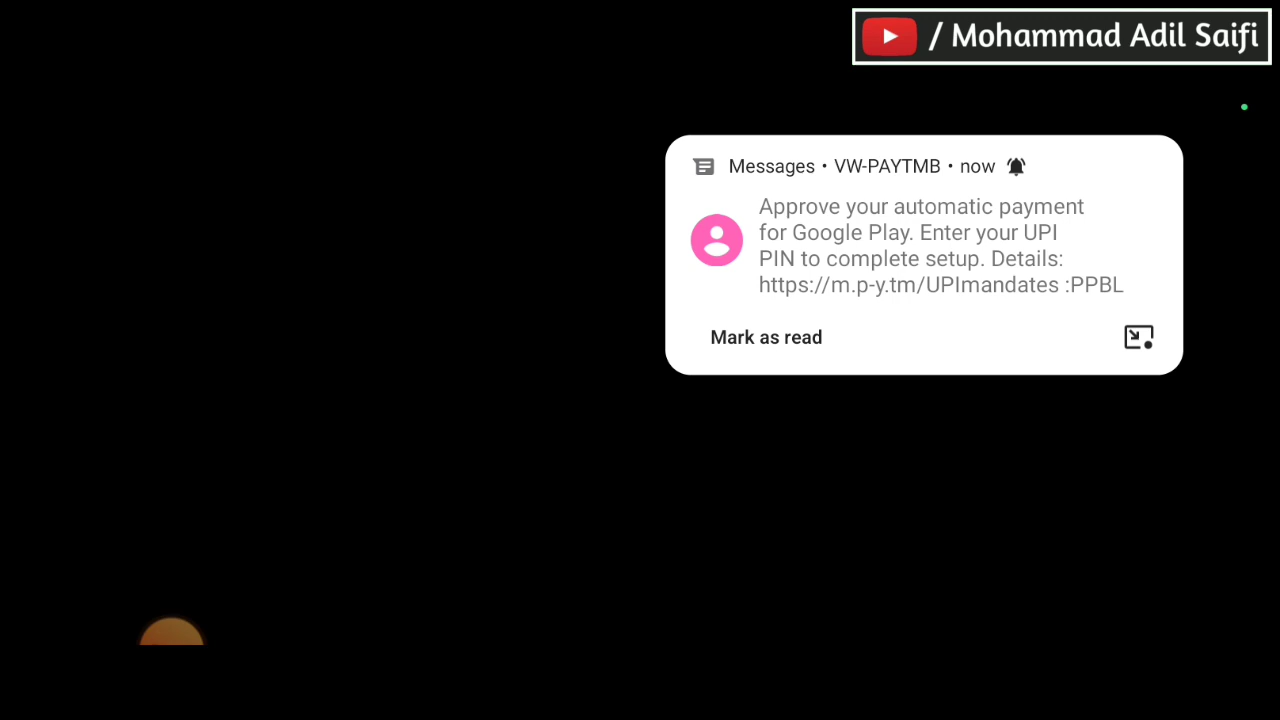 / Mohammad Adil Saifi
Messages • VW-PAYTMB • now
Approve your automatic payment
for Google Play. Enter your UPI
PIN to complete setup. Details:
https://m.p-y.tm/UPImandates :PPBL
Mark as read